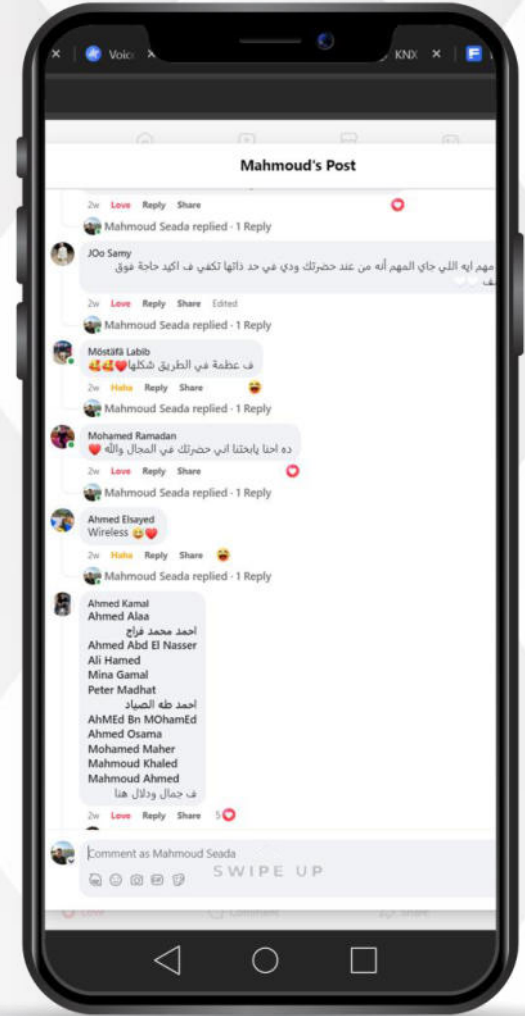 Voic
KNX
Mahmoud's Post
2w Love Reply Share
Mahmoud Seada replied · 1 Reply
JOo Samy
مهم ايه اللي جاي المهم أنه من عند حضرتك ودي في حد ذاتها تكفي ف اكيد حاجة فوق
2w Love Reply Share Edited
Mahmoud Seada replied · 1 Reply
Möstäfä Labib
ف عظمة في الطريق شكلها❤️🥰🥰
2w Haha Reply Share
Mahmoud Seada replied · 1 Reply
Mohamed Ramadan
ده احنا يابختنا اني حضرتك في المجال والله ❤️
2w Love Reply Share
Mahmoud Seada replied · 1 Reply
Ahmed Elsayed
Wireless 😆❤️
2w Haha Reply Share
Mahmoud Seada replied · 1 Reply
Ahmed Kamal
Ahmed Alaa
احمد محمد فراج
Ahmed Abd El Nasser
Ali Hamed
Mina Gamal
Peter Madhat
احمد طه الصياد
AhMEd Bn MOhamEd
Ahmed Osama
Mohamed Maher
Mahmoud Khaled
Mahmoud Ahmed
ف جمال ودلال هنا
2w Love Reply Share 5
Comment as Mahmoud Seada
GIF
SWIPE UP
Love Comment Share